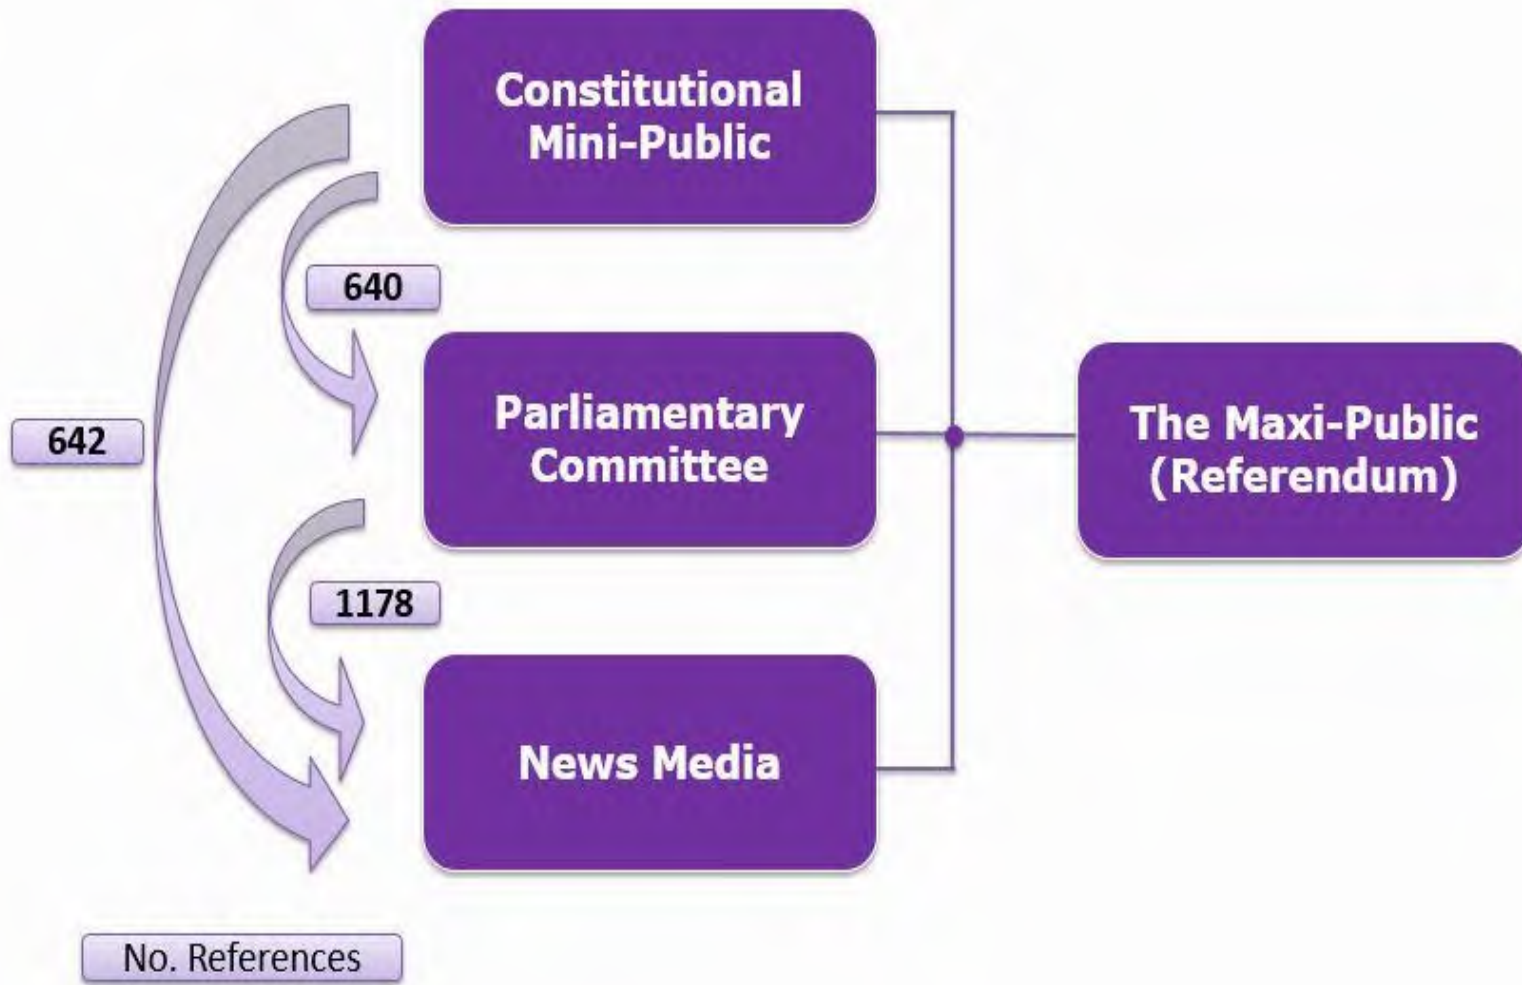 Constitutional
Mini-Public
640
642
Parliamentary
Committee
The Maxi-Public
(Referendum)
1178
News Media
No. References